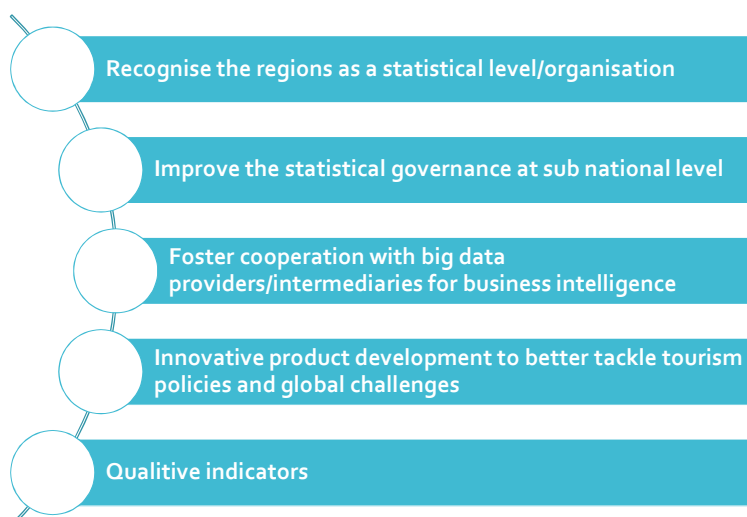 Recognise the regions as a statistical level/organisation
Improve the statistical governance at sub national level
Foster cooperation with big data
providers/intermediaries for business intelligence
Innovative product development to better tackle tourism
policies and global challenges
Qualitive indicators